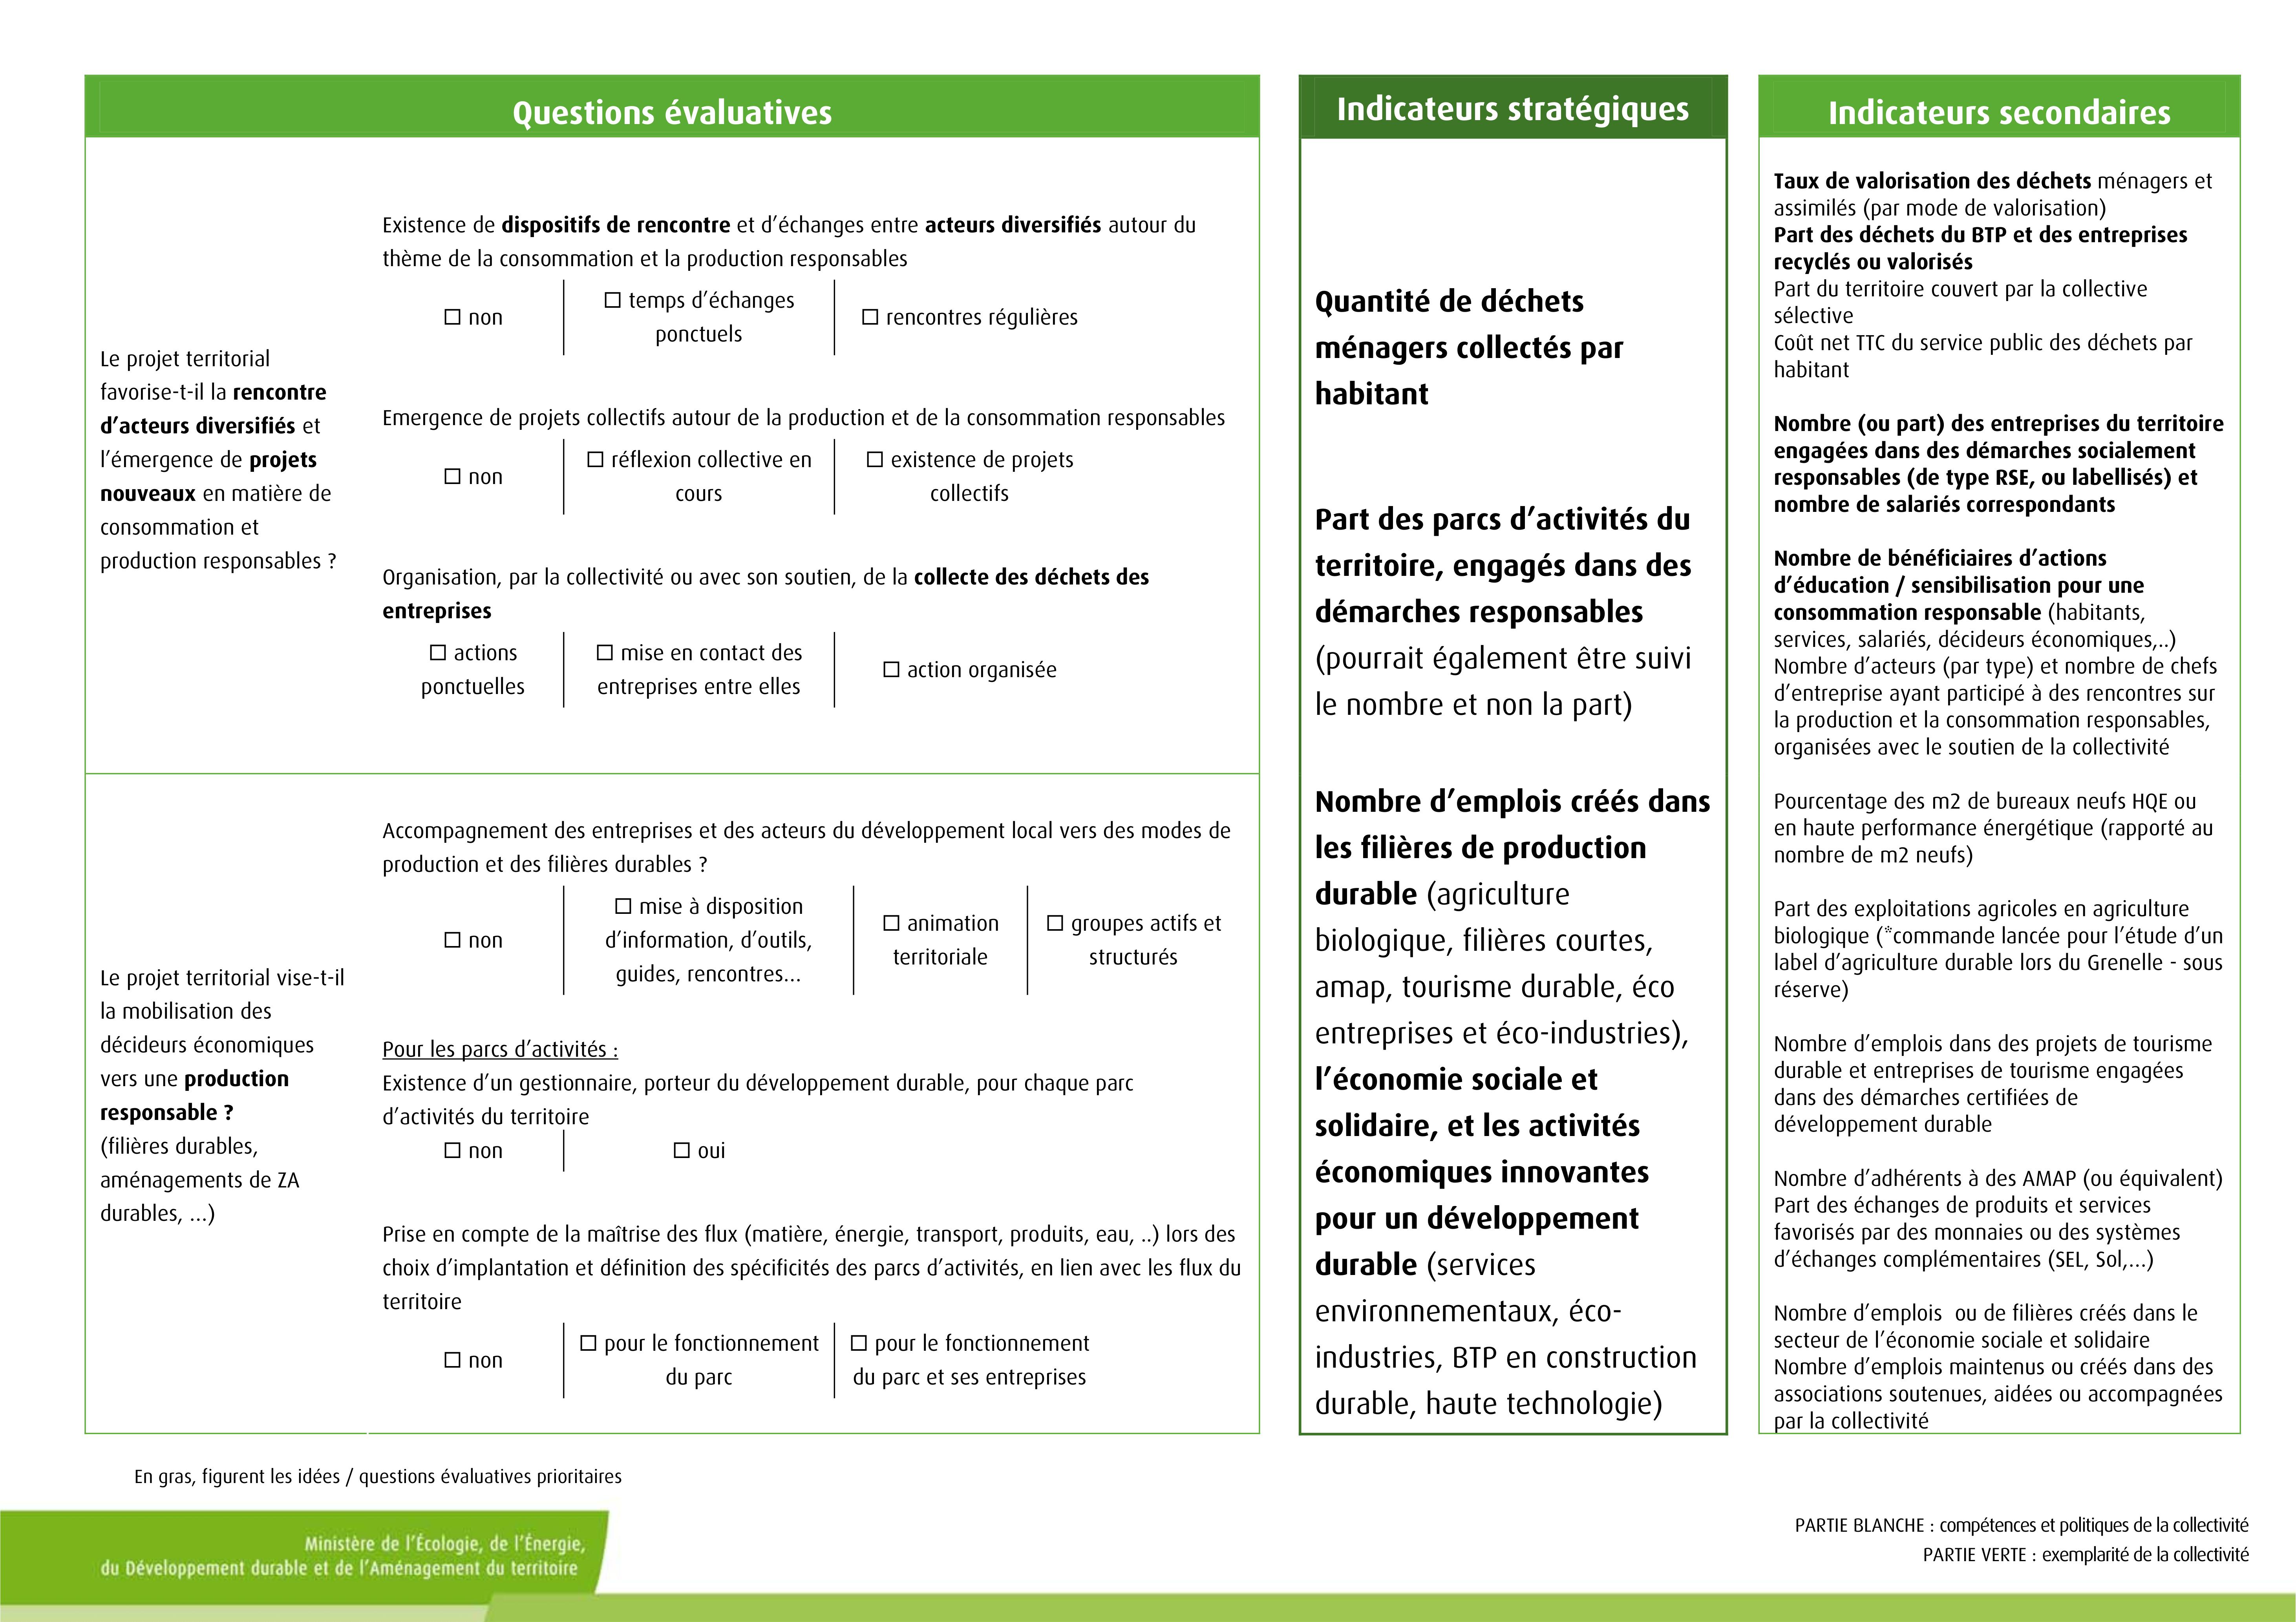 Questions évaluatives
Le projet territorial
favorise-t-il la rencontre
d’acteurs diversifiés et
l’émergence de projets
nouveaux en matière de
consommation et
production responsables ?
Existence de dispositifs de rencontre et d’échanges entre acteurs diversifiés autour du
thème de la consommation et la production responsables
☐ non
☐ temps d’échanges
ponctuels
☐ rencontres régulières
Emergence de projets collectifs autour de la production et de la consommation responsables
☐ non
☐ réflexion collective en
cours
☐ existence de projets
collectifs
Organisation, par la collectivité ou avec son soutien, de la collecte des déchets des
entreprises
☐ actions
ponctuelles
☐ mise en contact des
entreprises entre elles
☐ action organisée
Le projet territorial vise-t-il
la mobilisation des
décideurs économiques
vers une production
responsable ?
(filières durables,
aménagements de ZA
durables, ...)
Accompagnement des entreprises et des acteurs du développement local vers des modes de
production et des filières durables ?
☐ non
☐ mise à disposition
d’information, d’outils,
guides, rencontres...
☐ animation
territoriale
☐ groupes actifs et
structurés
Pour les parcs d’activités :
Existence d’un gestionnaire, porteur du développement durable, pour chaque parc
d’activités du territoire
☐ non
☐ oui
Prise en compte de la maîtrise des flux (matière, énergie, transport, produits, eau, ..) lors des
choix d’implantation et définition des spécificités des parcs d’activités, en lien avec les flux du
territoire
☐ non
☐ pour le fonctionnement
du parc
☐ pour le fonctionnement
du parc et ses entreprises
Indicateurs stratégiques
Quantité de déchets
ménagers collectés par
habitant
Part des parcs d’activités du
territoire, engagés dans des
démarches responsables
(pourrait également être suivi
le nombre et non la part)
Nombre d’emplois créés dans
les filières de production
durable (agriculture
biologique, filières courtes,
amap, tourisme durable, éco
entreprises et éco-industries),
l’économie sociale et
solidaire, et les activités
économiques innovantes
pour un développement
durable (services
environnementaux, éco-
industries, BTP en construction
durable, haute technologie)
Indicateurs secondaires
Taux de valorisation des déchets ménagers et
assimilés (par mode de valorisation)
Part des déchets du BTP et des entreprises
recyclés ou valorisés
Part du territoire couvert par la collective
sélective
Coût net TTC du service public des déchets par
habitant
Nombre (ou part) des entreprises du territoire
engagées dans des démarches socialement
responsables (de type RSE, ou labellisés) et
nombre de salariés correspondants
Nombre de bénéficiaires d’actions
d’éducation / sensibilisation pour une
consommation responsable (habitants,
services, salariés, décideurs économiques,..)
Nombre d’acteurs (par type) et nombre de chefs
d’entreprise ayant participé à des rencontres sur
la production et la consommation responsables,
organisées avec le soutien de la collectivité
Pourcentage des m2 de bureaux neufs HQE ou
en haute performance énergétique (rapporté au
nombre de m2 neufs)
Part des exploitations agricoles en agriculture
biologique (*commande lancée pour l’étude d’un
label d’agriculture durable lors du Grenelle - sous
réserve)
Nombre d’emplois dans des projets de tourisme
durable et entreprises de tourisme engagées
dans des démarches certifiées de
développement durable
Nombre d’adhérents à des AMAP (ou équivalent)
Part des échanges de produits et services
favorisés par des monnaies ou des systèmes
d’échanges complémentaires (SEL, Sol,...)
Nombre d’emplois ou de filières créés dans le
secteur de l’économie sociale et solidaire
Nombre d’emplois maintenus ou créés dans des
associations soutenues, aidées ou accompagnées
par la collectivité
En gras, figurent les idées / questions évaluatives prioritaires
Ministère de l’Écologie, de l’Énergie,
du Développement durable et de l’Aménagement du territoire
PARTIE BLANCHE : compétences et politiques de la collectivité
PARTIE VERTE : exemplarité de la collectivité